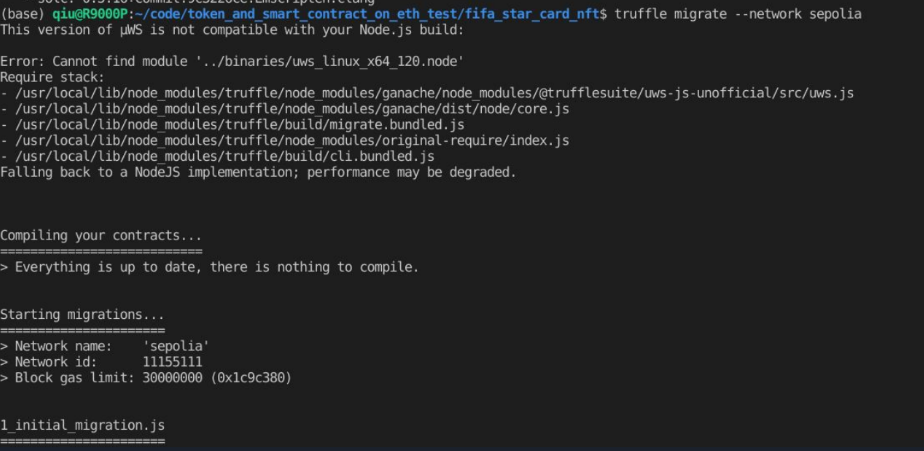 (base) qiu@R9000P:~/code/token_and_smart_contract_on_eth_test/fifa_star_card_nft$ truffle migrate --network sepolia
This version of µWS is not compatible with your Node.js build:
Error: Cannot find module '../binaries/uws_linux_x64_120.node'
Require stack:
- /usr/local/lib/node_modules/truffle/node_modules/ganache/node_modules/@trufflesuite/uws-js-unofficial/src/uws.js
- /usr/local/lib/node_modules/truffle/node_modules/ganache/dist/node/core.js
- /usr/local/lib/node_modules/truffle/build/migrate.bundled.js
- /usr/local/lib/node_modules/truffle/node_modules/original-require/index.js
- /usr/local/lib/node_modules/truffle/build/cli.bundled.js
Falling back to a NodeJS implementation; performance may be degraded.
Compiling your contracts...
===========================
> Everything is up to date, there is nothing to compile.
Starting migrations...
======================
> Network name:    'sepolia'
> Network id:      11155111
> Block gas limit: 30000000 (0x1c9c380)
1_initial_migration.js
======================